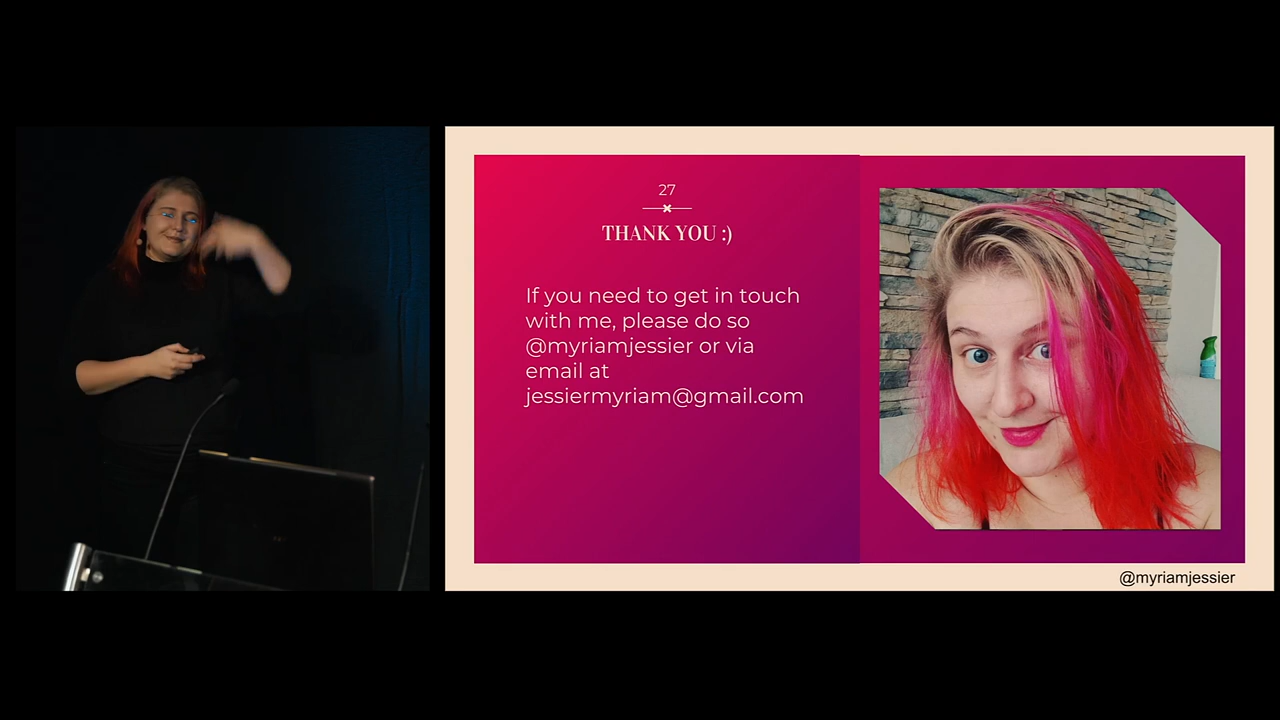 27
THANK YOU :)
If you need to get in touch
with me, please do so
@myriamjessier or via
email at
jessiermyriam@gmail.com
@myriamjessier